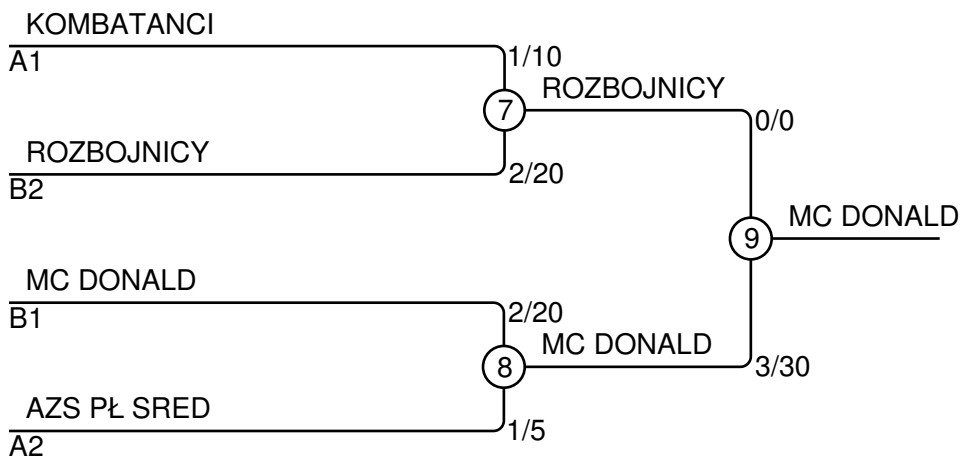 KOMBATANCI
A1
1/10
7
ROZBOJNICY
0/0
ROZBOJNICY
B2
2/20
9
MC DONALD
MC DONALD
B1
2/20
8
MC DONALD
3/30
AZS PŁ SRED
A2
1/5